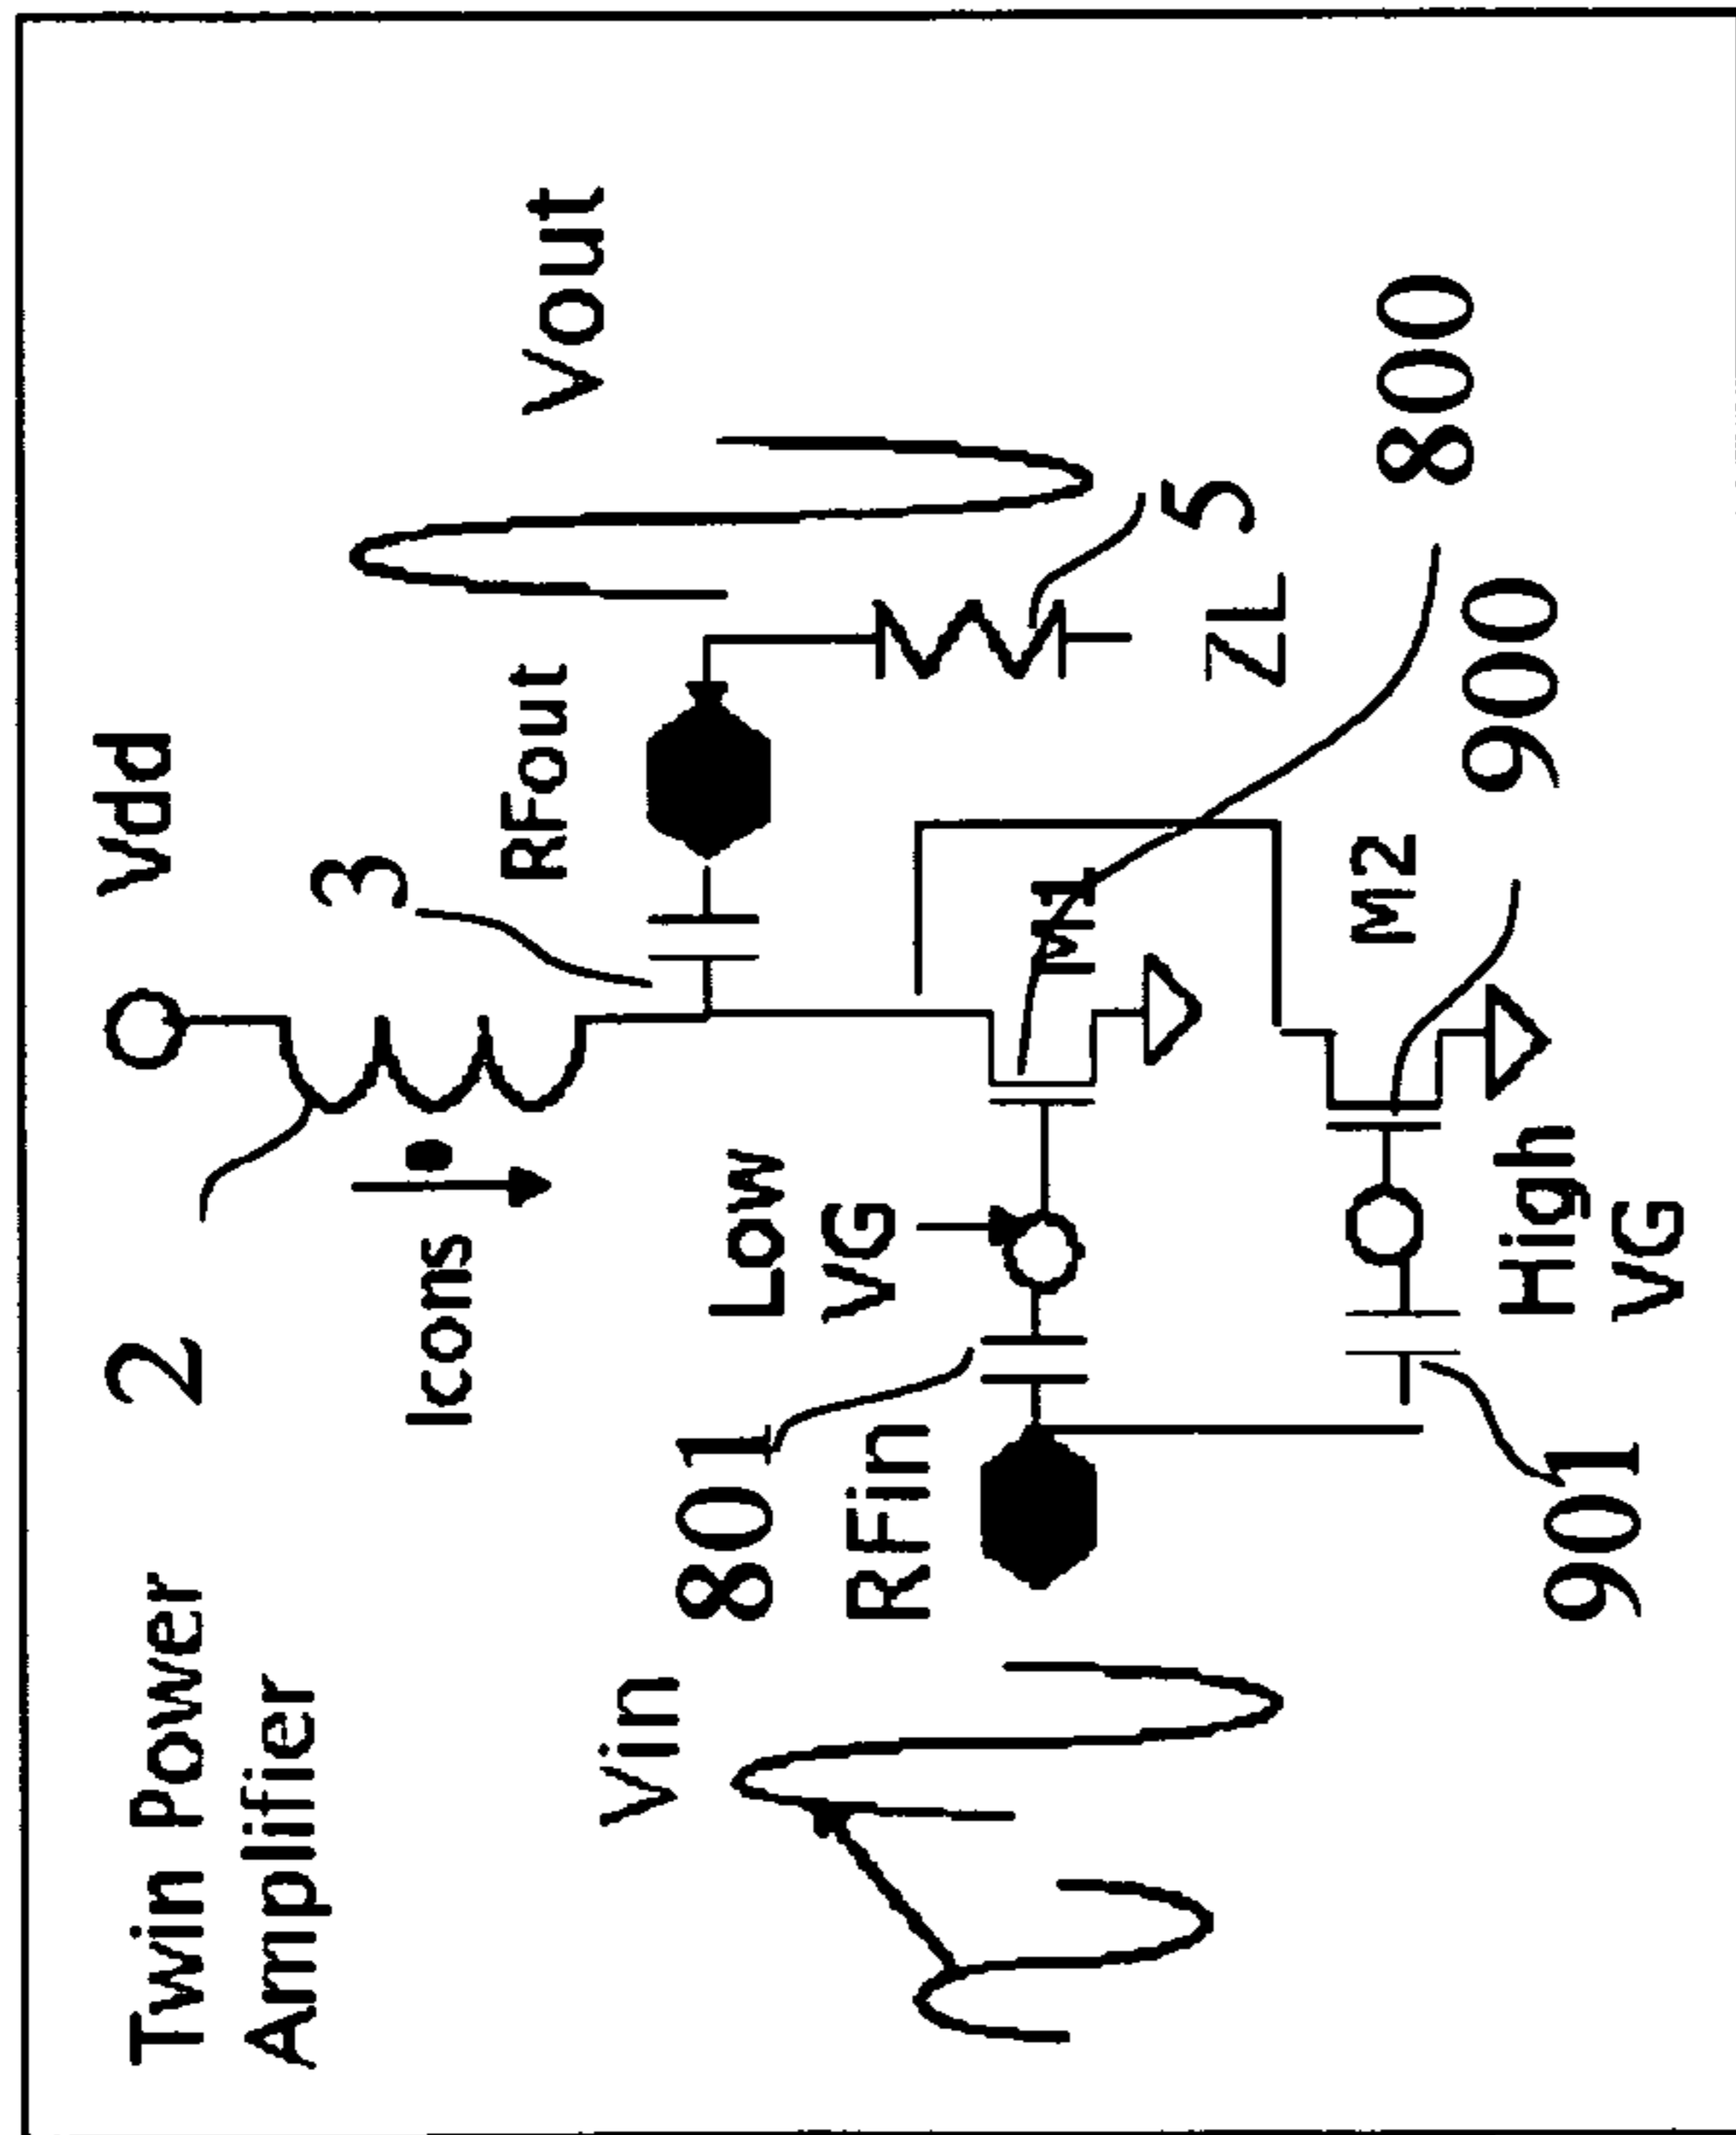 Twin Power
Amplifier
2
Vdd
3
Icons
RFout
Vout
Vin
801
Low
VG
RFin
M1
5
ZL
M2
800
900
High
VG
901